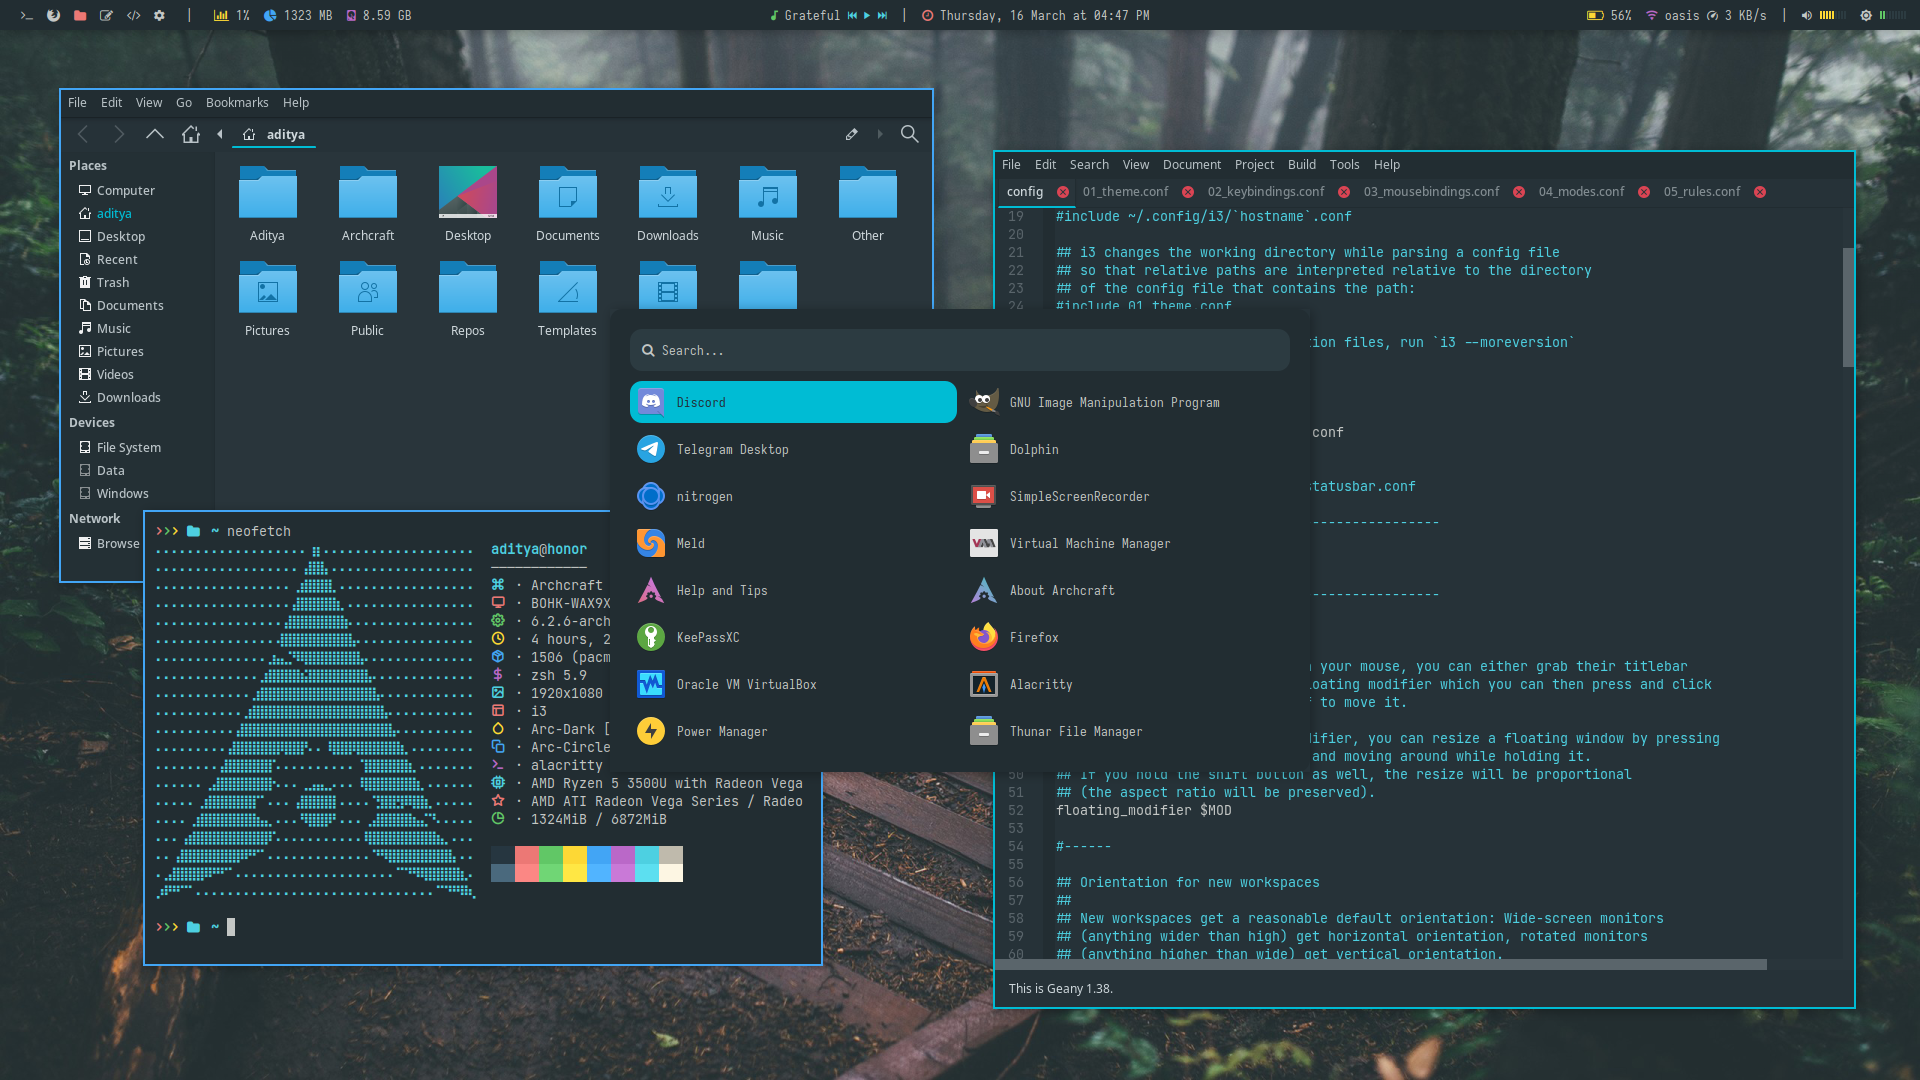 1% 1323 MB 8.59 GB
Grateful
Thursday, 16 March at 04:47 PM
56% oasis 3 KB/s
File Edit View Go Bookmarks Help
aditya
Places
Computer
aditya
Desktop
Recent
Trash
Documents
Music
Pictures
Videos
Downloads
Devices
File System
Data
Windows
Network
Browse
Aditya Archcraft Desktop Documents Downloads Music Other
Pictures Public Repos Templates
~ neofetch
aditya@honor
· Archcraft
· BOHK-WAX9X
· 6.2.6-arch
· 4 hours, 2
· 1506 (pacm
· zsh 5.9
· 1920x1080
· i3
· Arc-Dark [
· Arc-Circle
· alacritty
· AMD Ryzen 5 3500U with Radeon Vega
· AMD ATI Radeon Vega Series / Radeo
· 1324MiB / 6872MiB
~
Search...
Discord
GNU Image Manipulation Program
Telegram Desktop
Dolphin
nitrogen
SimpleScreenRecorder
Meld
Virtual Machine Manager
Help and Tips
About Archcraft
KeePassXC
Firefox
Oracle VM VirtualBox
Alacritty
Power Manager
Thunar File Manager
File Edit Search View Document Project Build Tools Help
config 01_theme.conf 02_keybindings.conf 03_mousebindings.conf 04_modes.conf 05_rules.conf
19 #include ~/.config/i3/`hostname`.conf
20
21 ## i3 changes the working directory while parsing a config file
22 ## so that relative paths are interpreted relative to the directory
23 ## of the config file that contains the path:
24 #include 01_theme.conf
ion files, run `i3 --moreversion`
conf
statusbar.conf
----------------
----------------
your mouse, you can either grab their titlebar
loating modifier which you can then press and click
to move it.
difier, you can resize a floating window by pressing
and moving around while holding it.
50 ## If you hold the shift button as well, the resize will be proportional
51 ## (the aspect ratio will be preserved).
52 floating_modifier $MOD
53
54 #------
55
56 ## Orientation for new workspaces
57 ##
58 ## New workspaces get a reasonable default orientation: Wide-screen monitors
59 ## (anything wider than high) get horizontal orientation, rotated monitors
60 ## (anything higher than wide) get vertical orientation.
This is Geany 1.38.